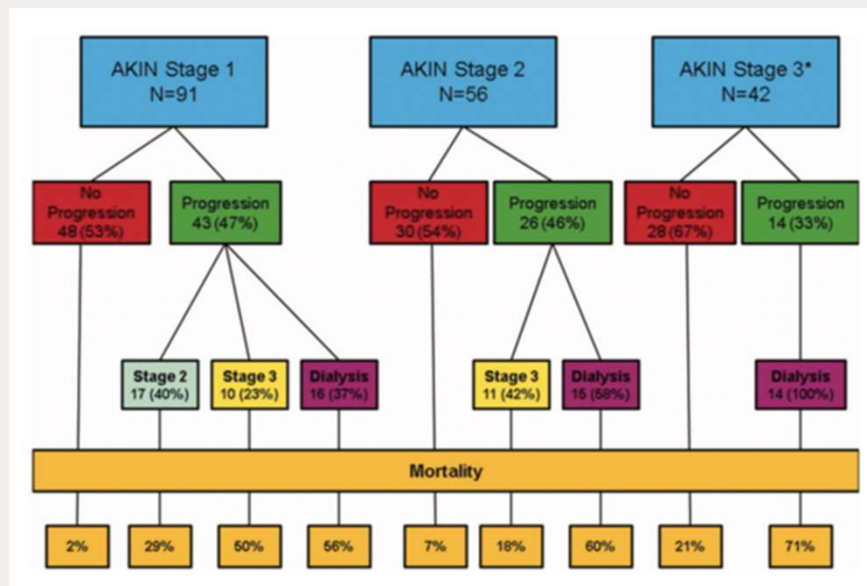 AKIN Stage 1
N=91
AKIN Stage 2
N=56
AKIN Stage 3*
N=42
No
Progression
48 (53%)
Progression
43 (47%)
No
Progression
30 (54%)
Progression
26 (46%)
No
Progression
28 (67%)
Progression
14 (33%)
Stage 2
17 (40%)
Stage 3
10 (23%)
Dialysis
16 (37%)
Stage 3
11 (42%)
Dialysis
15 (58%)
Dialysis
14 (100%)
Mortality
2%
29%
50%
56%
7%
18%
60%
21%
71%